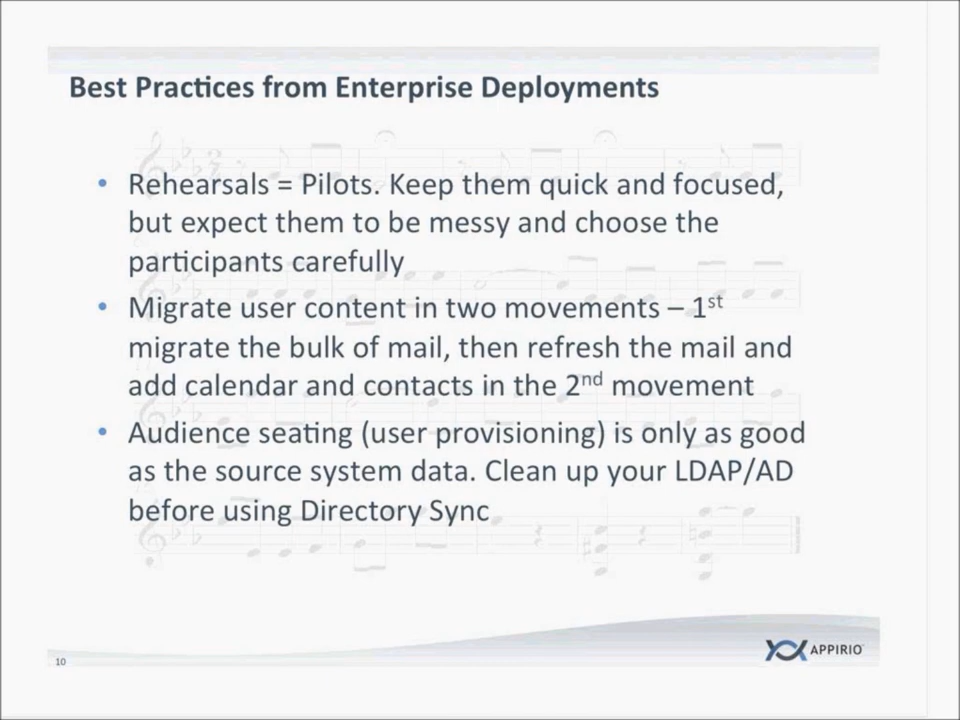 Best Practices from Enterprise Deployments
• Rehearsals = Pilots. Keep them quick and focused,
but expect them to be messy and choose the
participants carefully
• Migrate user content in two movements – 1st
migrate the bulk of mail, then refresh the mail and
add calendar and contacts in the 2nd movement
• Audience seating (user provisioning) is only as good
as the source system data. Clean up your LDAP/AD
before using Directory Sync
10
APPIRIO